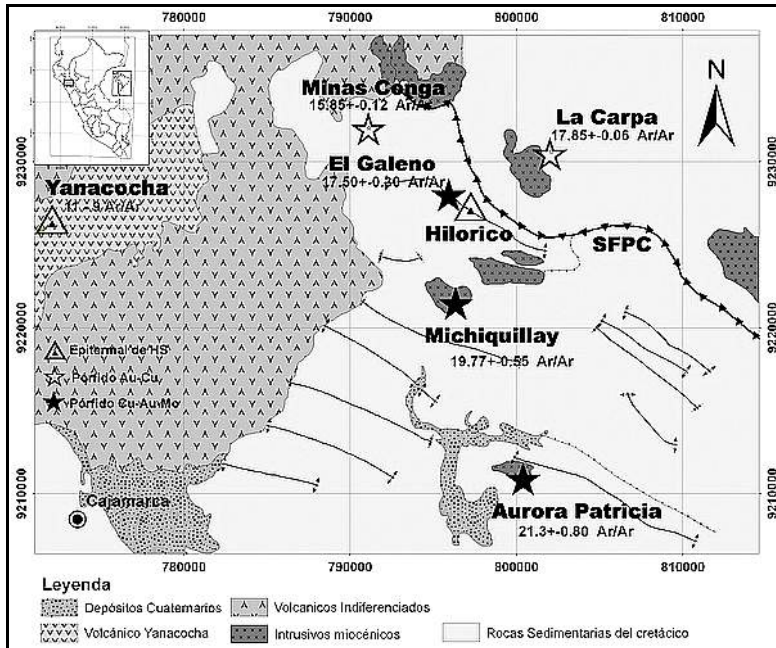 780000 790000 800000 810000
N
Minas Conga
15.85+-0.12 Ar/Ar
La Carpa
17.85+-0.06 Ar/Ar
9230000
9230000
El Galeno
17.50+-0.30 Ar/Ar
Yanacocha
Ar/Ar
Hilorico
SFPC
Michiquillay
19.77+-0.55 Ar/Ar
9220000
9220000
Epitermal de HS
Pórfido Au-Cu
Pórfido Cu-Au-Mo
Cajamarca
9210000
9210000
Aurora Patricia
21.3+-0.80 Ar/Ar
780000 790000 800000 810000
Leyenda
Depósitos Cuaternarios
Volcanicos Indiferenciados
Volcánico Yanacocha
Intrusivos miocénicos
Rocas Sedimentarias del cretácico